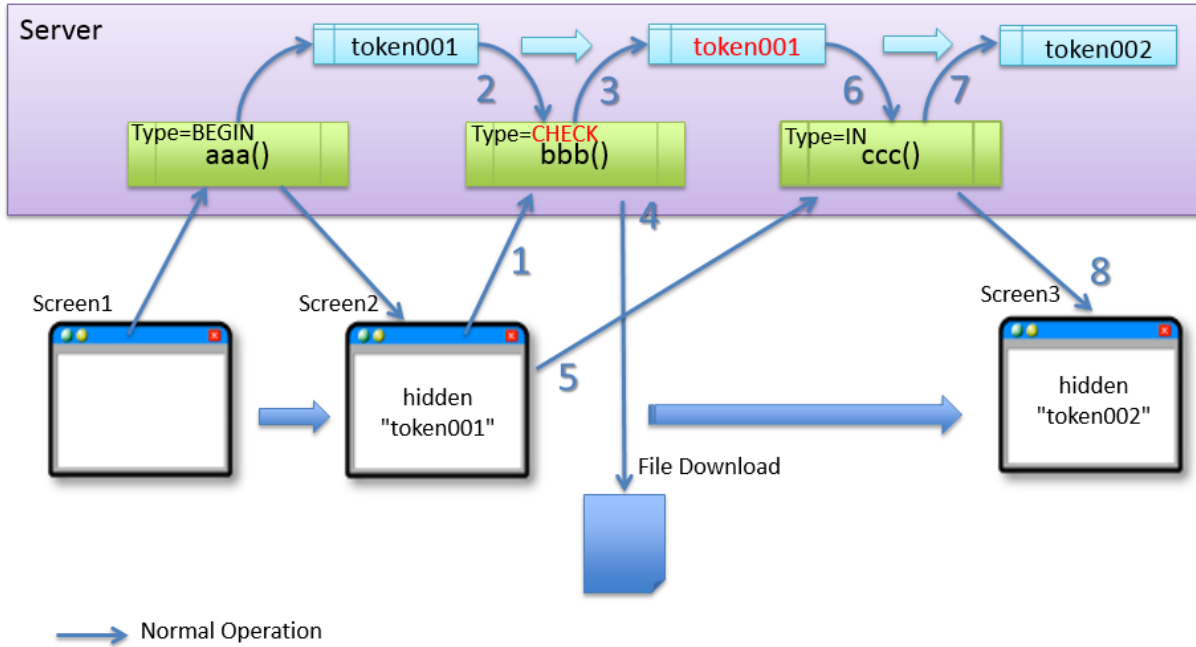 Server
token001
token001
token002
2
3
6
7
Type=BEGIN
aaa()
Type=CHECK
bbb()
Type=IN
ccc()
4
1
8
Screen1
Screen2
Screen3
5
hidden
"token001"
hidden
"token002"
File Download
Normal Operation